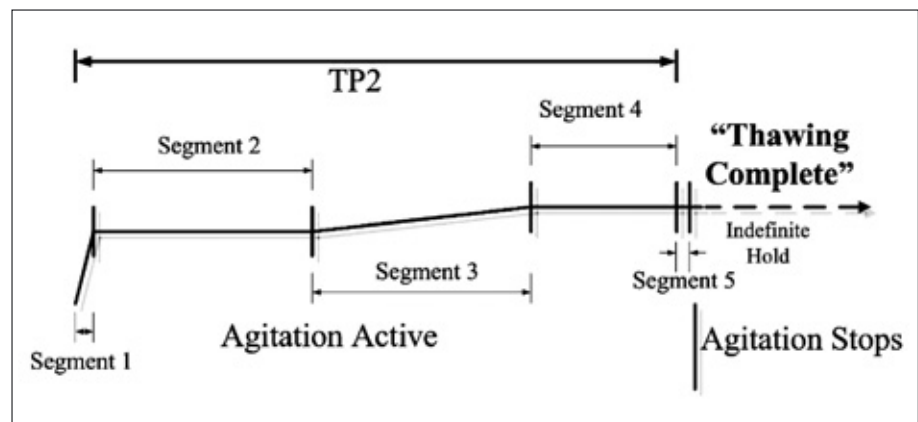 TP2
Segment 4
Segment 2
“Thawing
Complete”
Indefinite
Hold
Segment 3
Segment 5
Agitation Active
Agitation Stops
Segment 1